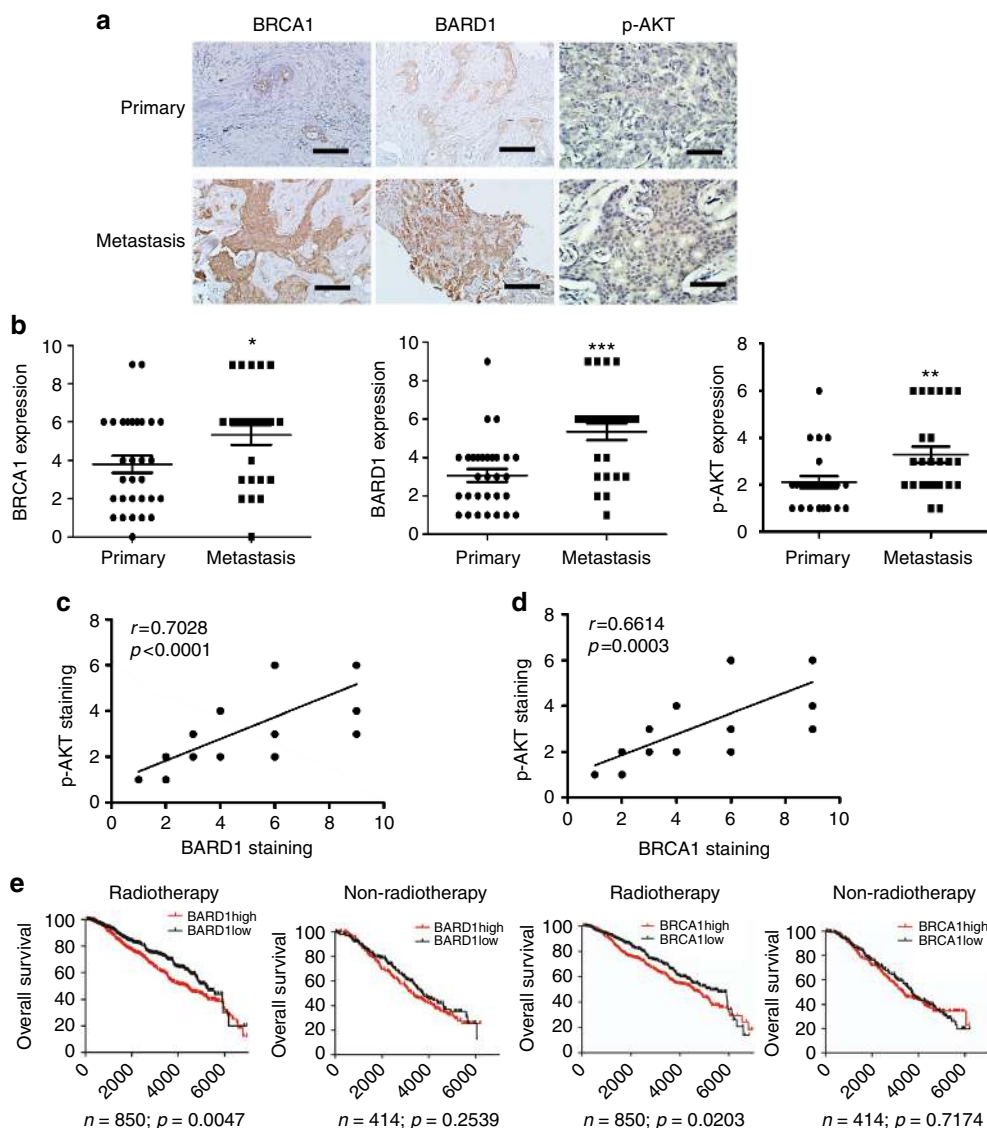 a
BRCA1 BARD1 p-AKT
Primary
Metastasis
b
BRCA1 expression
10
8
6
4
2
0
*
Primary Metastasis
BARD1 expression
10
8
6
4
2
0
***
Primary Metastasis
p-AKT expression
8
6
4
2
0
**
Primary Metastasis
c
r=0.7028
p<0.0001
p-AKT staining
8
6
4
2
0
0 2 4 6 8 10
BARD1 staining
d
r=0.6614
p=0.0003
p-AKT staining
8
6
4
2
0
0 2 4 6 8 10
BRCA1 staining
e
Radiotherapy
BARD1high
BARD1low
Overall survival
100
80
60
40
20
0
0 2000 4000 6000
n = 850; p = 0.0047
Non-radiotherapy
BARD1high
BARD1low
Overall survival
100
80
60
40
20
0
0 2000 4000 6000
n = 414; p = 0.2539
Radiotherapy
BRCA1high
BRCA1low
Overall survival
100
80
60
40
20
0
0 2000 4000 6000
n = 850; p = 0.0203
Non-radiotherapy
BRCA1high
BRCA1low
Overall survival
100
80
60
40
20
0
0 2000 4000 6000
n = 414; p = 0.7174